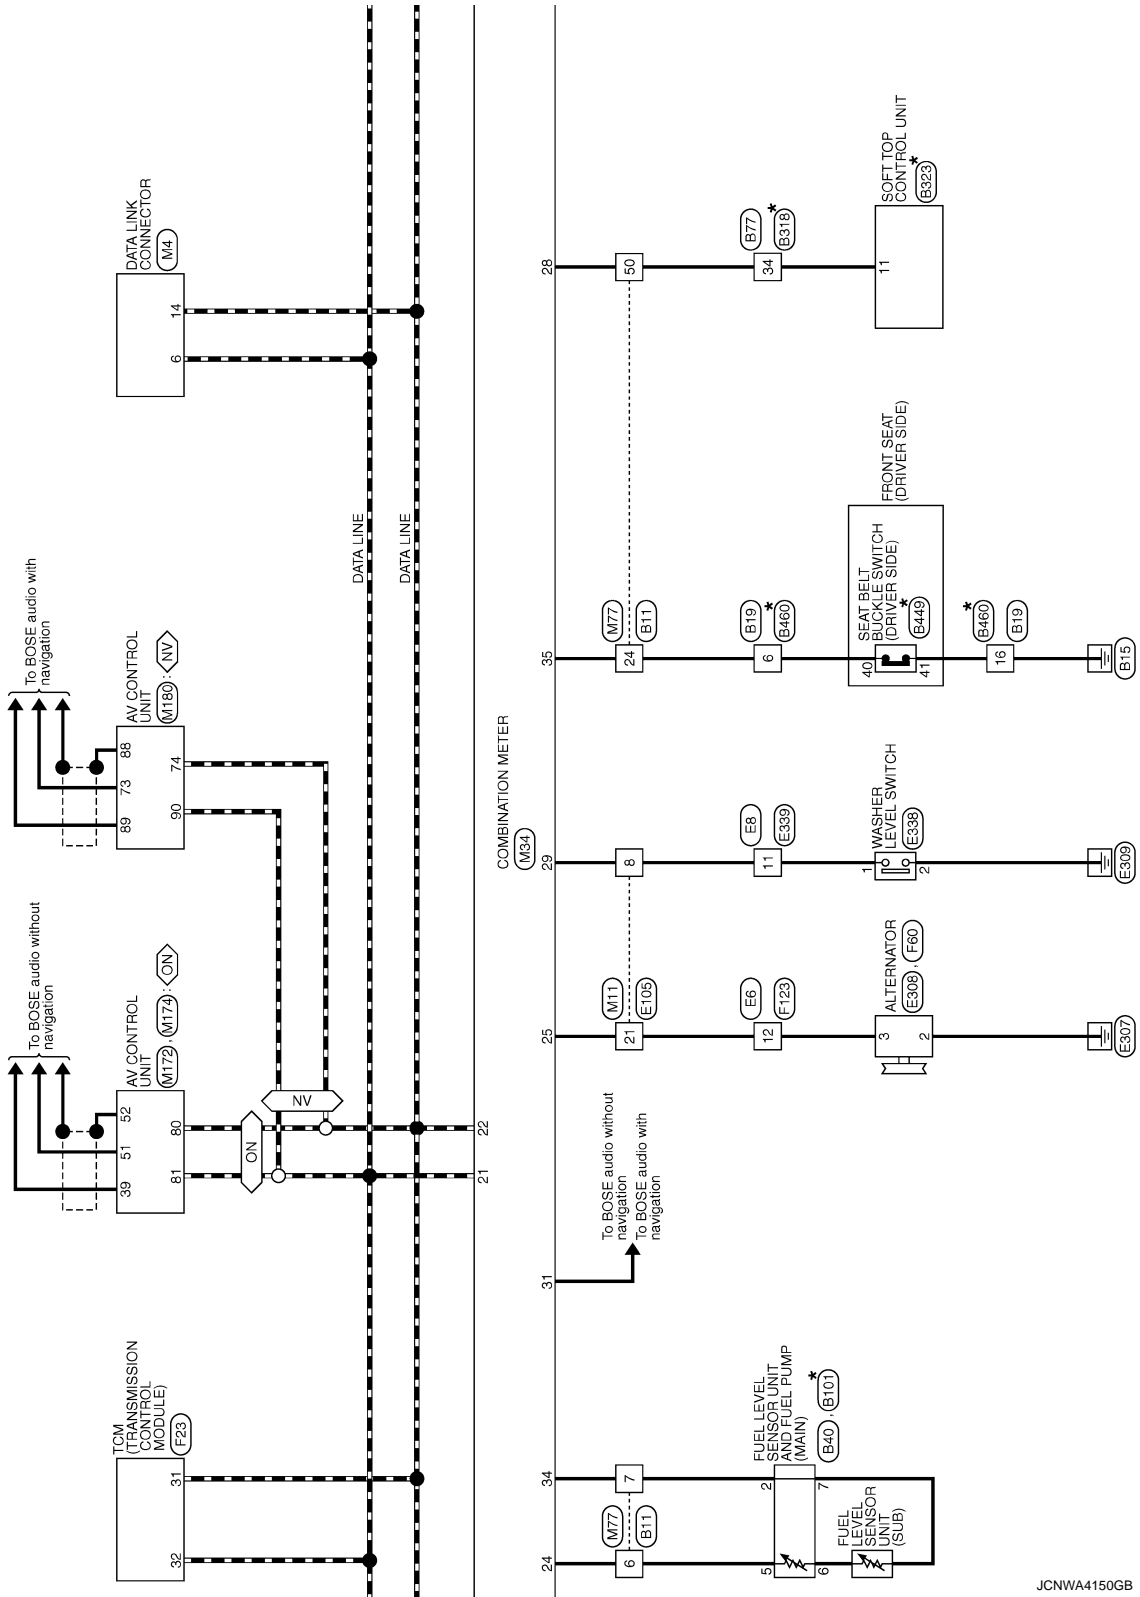 TCM
(TRANSMISSION
CONTROL
MODULE)
F23
32
31
To BOSE audio without
navigation
39
51
52
AV CONTROL
UNIT
M172 , M174 : ON
81
80
To BOSE audio with
navigation
89
73
88
AV CONTROL
UNIT
M180 : NV
90
74
DATA LINK
CONNECTOR
M4
6
14
ON
NV
DATA LINE
DATA LINE
21
22
COMBINATION METER
M34
24
34
31
25
29
35
28
6
M77
B11
7
5
2
FUEL LEVEL
SENSOR UNIT
AND FUEL PUMP
(MAIN)
B40 , B101 *
6
7
FUEL
LEVEL
SENSOR
UNIT
(SUB)
To BOSE audio without
navigation
To BOSE audio with
navigation
21
M11
E105
8
12
E6
F123
3
ALTERNATOR
E308 , F60
2
E307
11
E8
E339
1
WASHER
LEVEL SWITCH
E338
2
E309
24
M77
B11
50
6
B19
B460 *
40
SEAT BELT
BUCKLE SWITCH
(DRIVER SIDE)
B449 *
41
FRONT SEAT
(DRIVER SIDE)
16
B460 *
B19
B15
34
B77
B318 *
11
SOFT TOP
CONTROL UNIT
B323 *
JCNWA4150GB